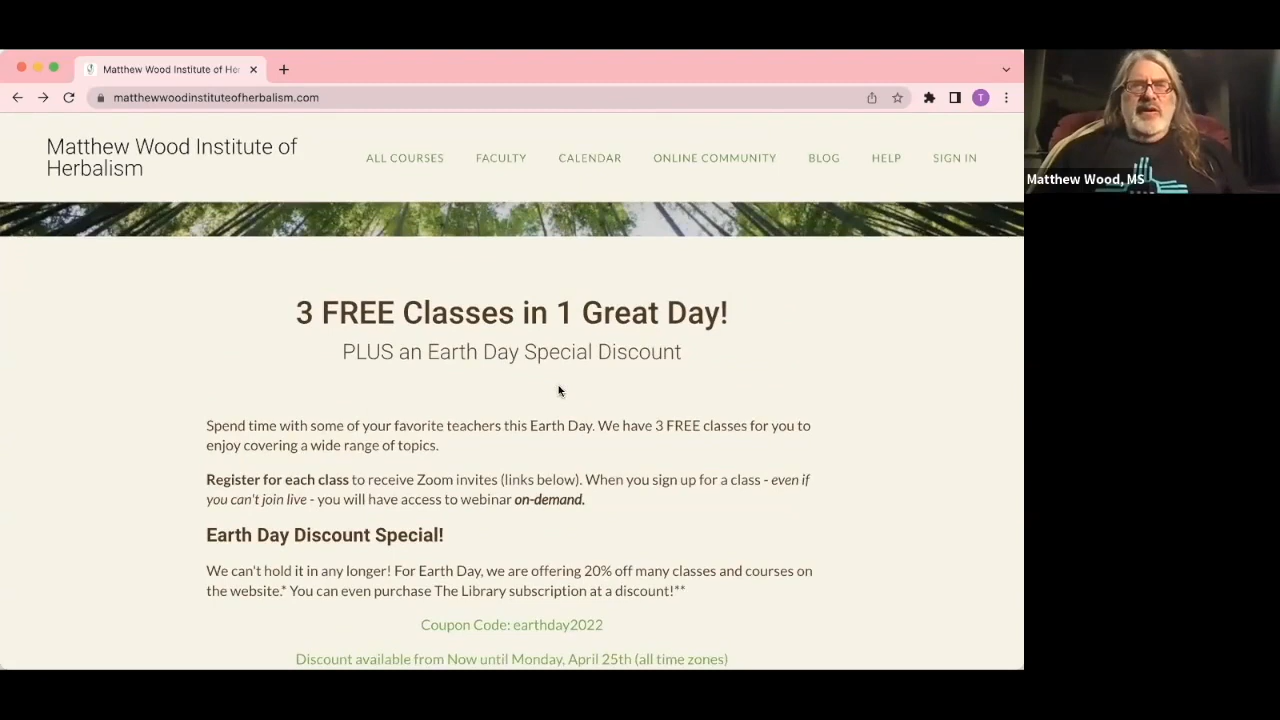 Matthew Wood Institute of Her
matthewwoodinstituteofherbalism.com
T
Matthew Wood Institute of
Herbalism
ALL COURSES FACULTY CALENDAR ONLINE COMMUNITY BLOG HELP SIGN IN
Matthew Wood, MS
3 FREE Classes in 1 Great Day!
PLUS an Earth Day Special Discount
Spend time with some of your favorite teachers this Earth Day. We have 3 FREE classes for you to
enjoy covering a wide range of topics.
Register for each class to receive Zoom invites (links below). When you sign up for a class - even if
you can't join live - you will have access to webinar on-demand.
Earth Day Discount Special!
We can't hold it in any longer! For Earth Day, we are offering 20% off many classes and courses on
the website.* You can even purchase The Library subscription at a discount!**
Coupon Code: earthday2022
Discount available from Now until Monday, April 25th (all time zones)